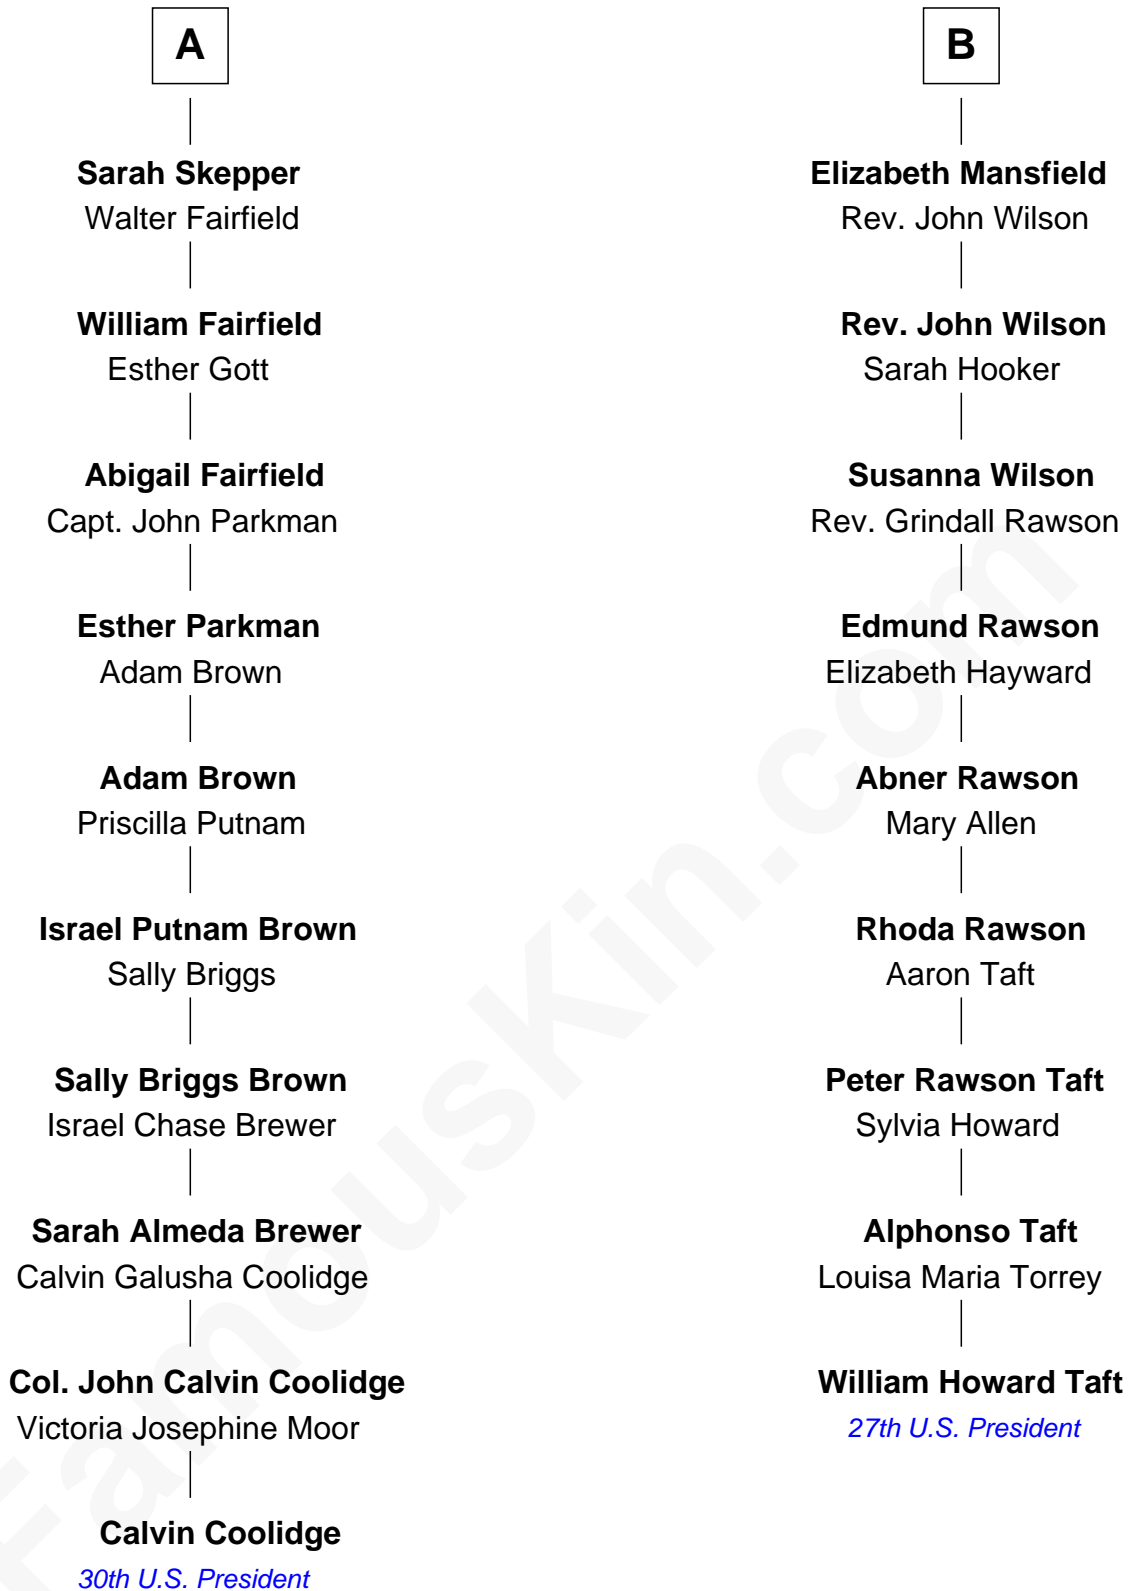 A
Sarah Skepper
Walter Fairfield
William Fairfield
Esther Gott
Abigail Fairfield
Capt. John Parkman
Esther Parkman
Adam Brown
Adam Brown
Priscilla Putnam
Israel Putnam Brown
Sally Briggs
Sally Briggs Brown
Israel Chase Brewer
Sarah Almeda Brewer
Calvin Galusha Coolidge
Col. John Calvin Coolidge
Victoria Josephine Moor
Calvin Coolidge
30th U.S. President
B
Elizabeth Mansfield
Rev. John Wilson
Rev. John Wilson
Sarah Hooker
Susanna Wilson
Rev. Grindall Rawson
Edmund Rawson
Elizabeth Hayward
Abner Rawson
Mary Allen
Rhoda Rawson
Aaron Taft
Peter Rawson Taft
Sylvia Howard
Alphonso Taft
Louisa Maria Torrey
William Howard Taft
27th U.S. President
FamousKin.com